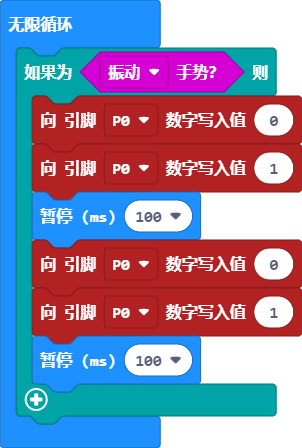 无限循环
如果为 振动 手势？ 则
向 引脚 P0 数字写入值 0
向 引脚 P0 数字写入值 1
暂停 (ms) 100
向 引脚 P0 数字写入值 0
向 引脚 P0 数字写入值 1
暂停 (ms) 100